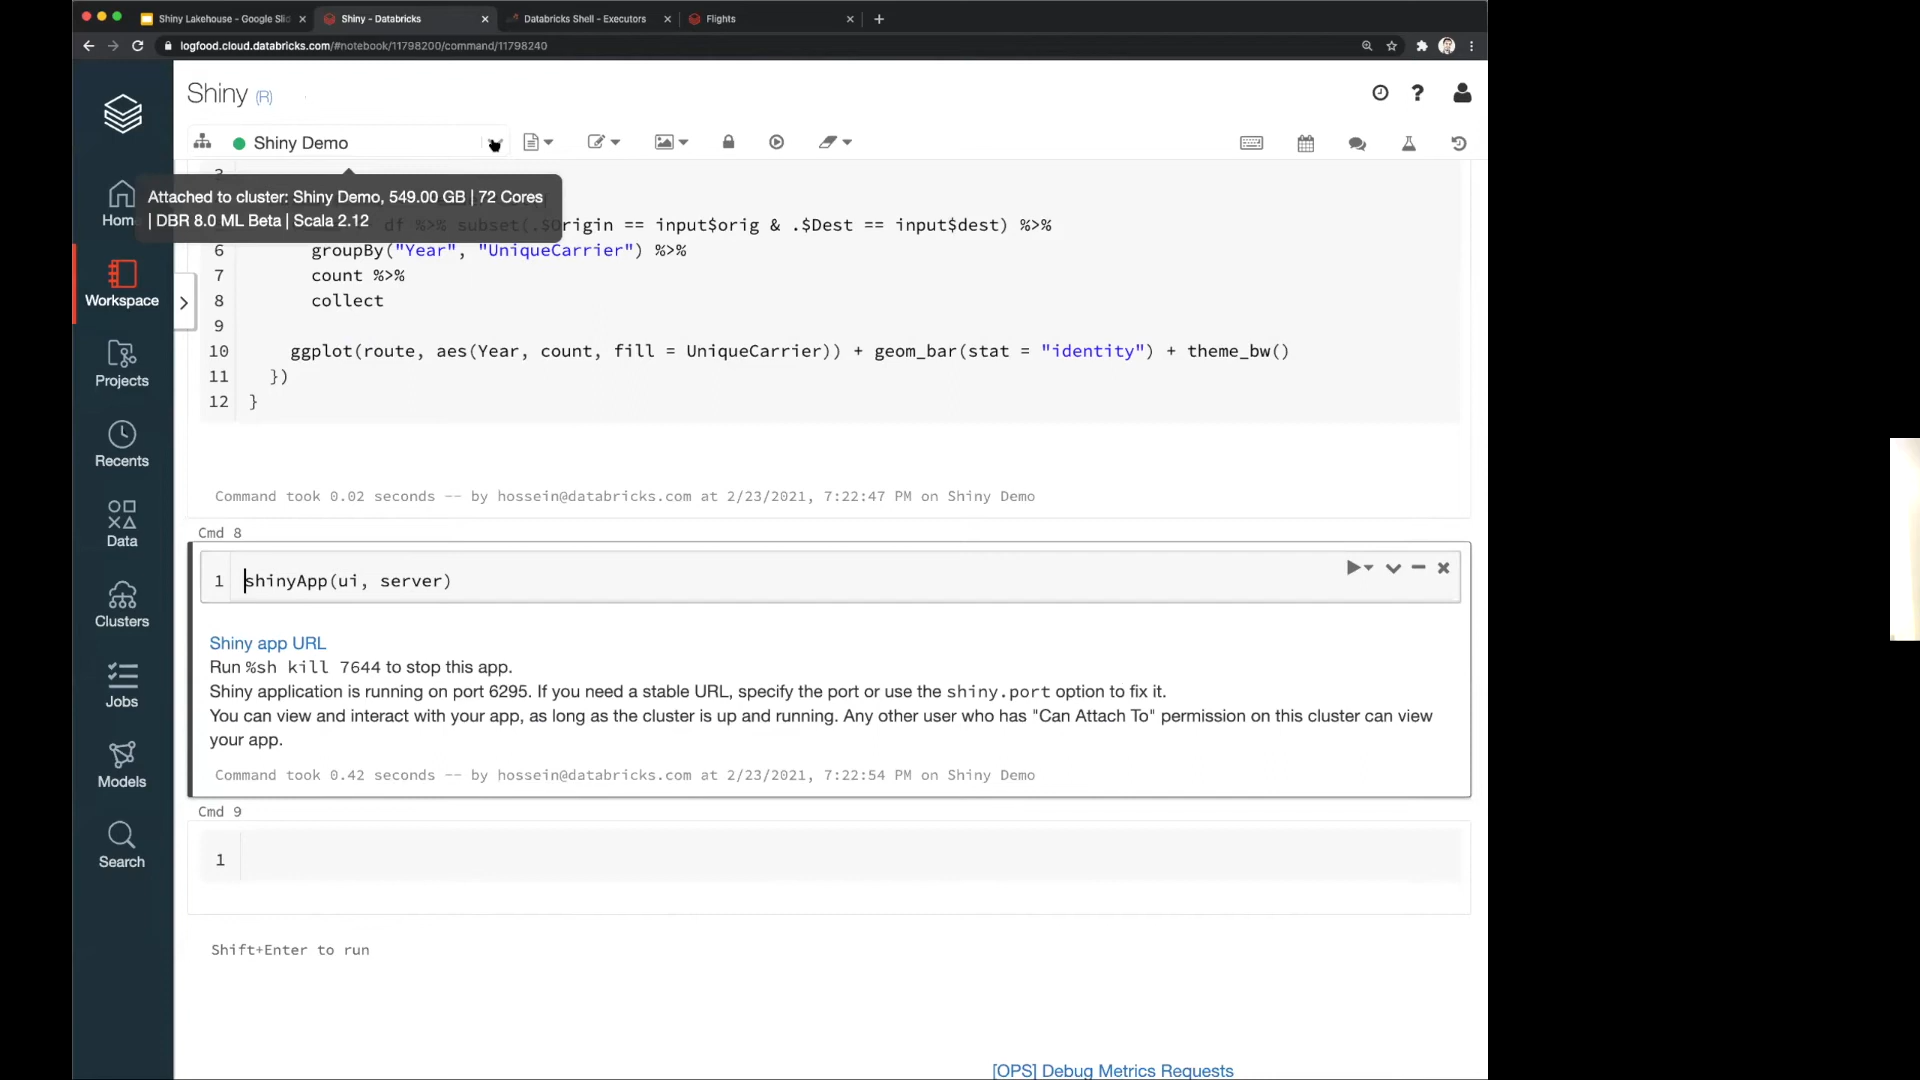 Shiny Lakehouse - Google Slid
Shiny - Databricks
Databricks Shell - Executors
Flights
logfood.cloud.databricks.com/#notebook/11798200/command/11798240
Shiny (R)
Shiny Demo
Attached to cluster: Shiny Demo, 549.00 GB | 72 Cores
| DBR 8.0 ML Beta | Scala 2.12
Home
Workspace
Projects
Recents
Data
Clusters
Jobs
Models
Search
df %>% subset(.$Origin == input$orig & .$Dest == input$dest) %>%
6 groupBy("Year", "UniqueCarrier") %>%
7 count %>%
8 collect
9
10 ggplot(route, aes(Year, count, fill = UniqueCarrier)) + geom_bar(stat = "identity") + theme_bw()
11 })
12 }
Command took 0.02 seconds -- by hossein@databricks.com at 2/23/2021, 7:22:47 PM on Shiny Demo
Cmd 8
1 shinyApp(ui, server)
Shiny app URL
Run %sh kill 7644 to stop this app.
Shiny application is running on port 6295. If you need a stable URL, specify the port or use the shiny.port option to fix it.
You can view and interact with your app, as long as the cluster is up and running. Any other user who has "Can Attach To" permission on this cluster can view
your app.
Command took 0.42 seconds -- by hossein@databricks.com at 2/23/2021, 7:22:54 PM on Shiny Demo
Cmd 9
1
Shift+Enter to run
[OPS] Debug Metrics Requests